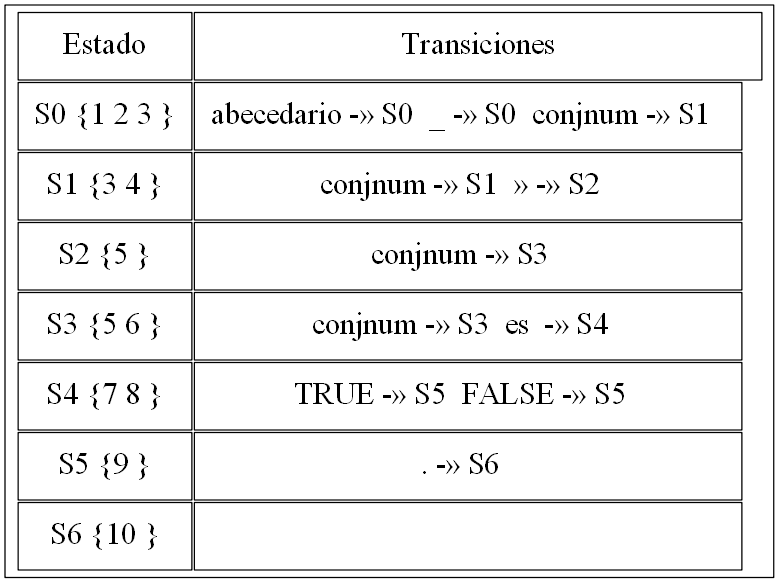 Estado Transiciones
S0 {1 2 3 } abecedario -» S0 _ -» S0 conjnum -» S1
S1 {3 4 } conjnum -» S1 » -» S2
S2 {5 } conjnum -» S3
S3 {5 6 } conjnum -» S3 es -» S4
S4 {7 8 } TRUE -» S5 FALSE -» S5
S5 {9 } . -» S6
S6 {10 }